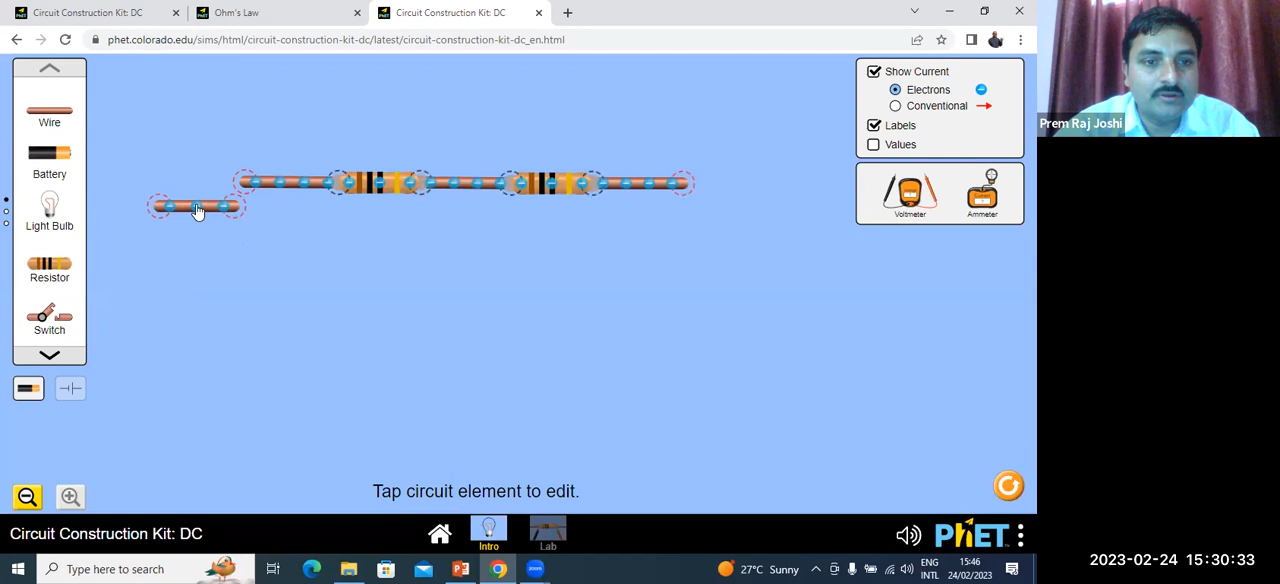 Circuit Construction Kit: DC
Ohm's Law
Circuit Construction Kit: DC
phet.colorado.edu/sims/html/circuit-construction-kit-dc/latest/circuit-construction-kit-dc_en.html
Wire
Battery
Light Bulb
Resistor
Switch
Show Current
Electrons
Conventional
Labels
Values
Voltmeter
Ammeter
Prem Raj Joshi
Tap circuit element to edit.
Circuit Construction Kit: DC
Intro
Lab
PhET
Type here to search
zoom
27°C Sunny
ENG
INTL
15:46
24/02/2023
2023-02-24 15:30:33